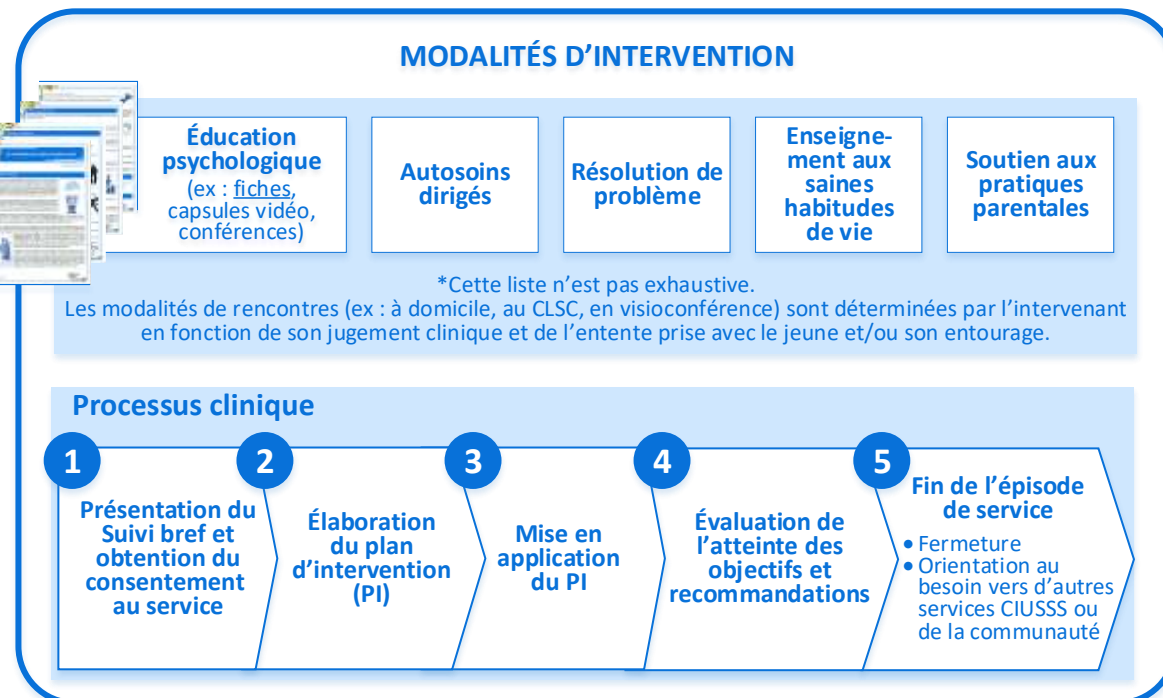 MODALITÉS D'INTERVENTION
Éducation
psychologique
(ex : fiches,
capsules vidéo,
conférences)
Autosoins
dirigés
Résolution de
problème
Enseigne-
ment aux
saines
habitudes
de vie
Soutien aux
pratiques
parentales
*Cette liste n'est pas exhaustive.
Les modalités de rencontres (ex : à domicile, au CLSC, en visioconférence) sont déterminées par l'intervenant
en fonction de son jugement clinique et de l'entente prise avec le jeune et/ou son entourage.
Processus clinique
1
Présentation du
Suivi bref et
obtention du
consentement
au service
2
Élaboration
du plan
d'intervention
(PI)
3
Mise en
application
du PI
4
Évaluation de
l'atteinte des
objectifs et
recommandations
5
Fin de l'épisode
de service
• Fermeture
• Orientation au
besoin vers d'autres
services CIUSSS ou
de la communauté